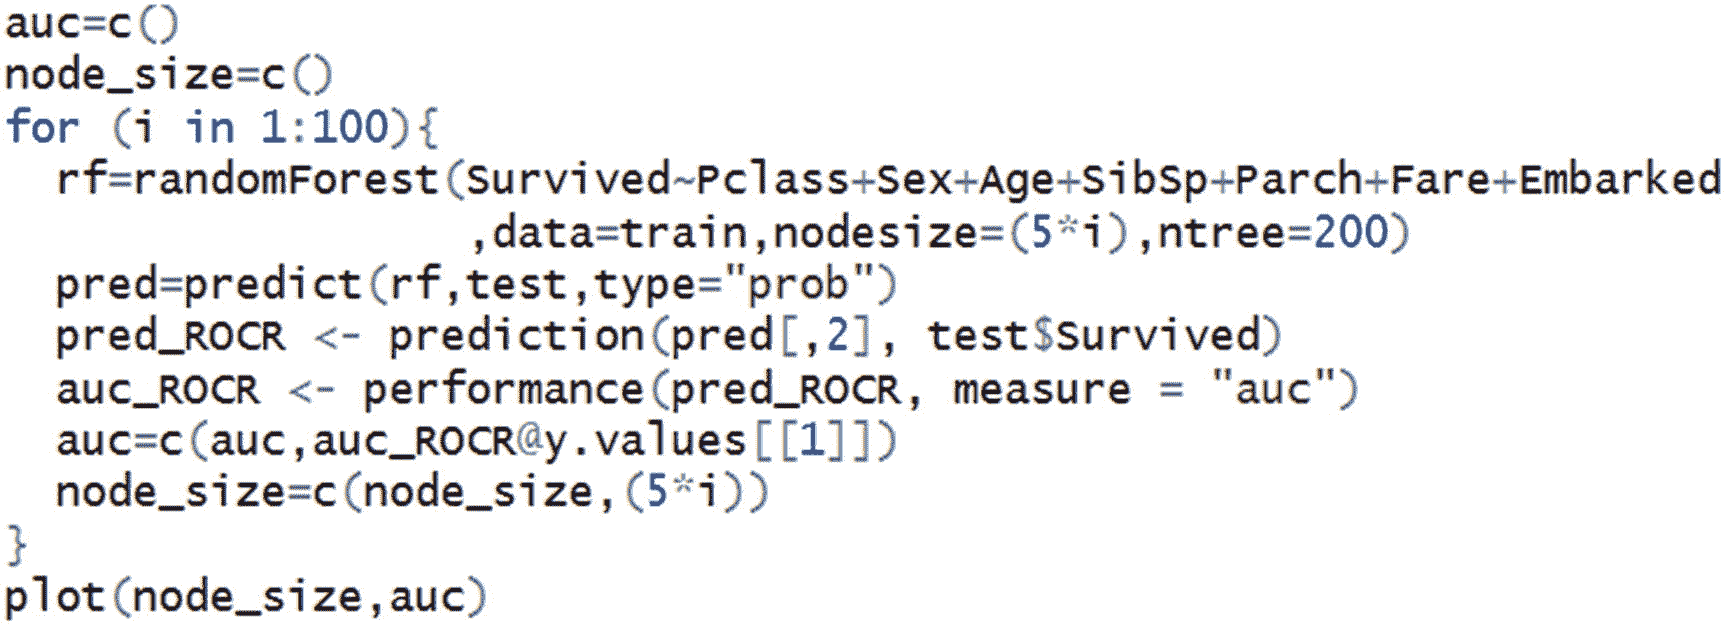 auc=c()
node_size=c()
for (i in 1:100){
  rf=randomForest(Survived~Pclass+Sex+Age+SibSp+Parch+Fare+Embarked
                  ,data=train,nodesize=(5*i),ntree=200)
  pred=predict(rf,test,type="prob")
  pred_ROCR <- prediction(pred[,2], test$Survived)
  auc_ROCR <- performance(pred_ROCR, measure = "auc")
  auc=c(auc,auc_ROCR@y.values[[1]])
  node_size=c(node_size,(5*i))
}
plot(node_size,auc)